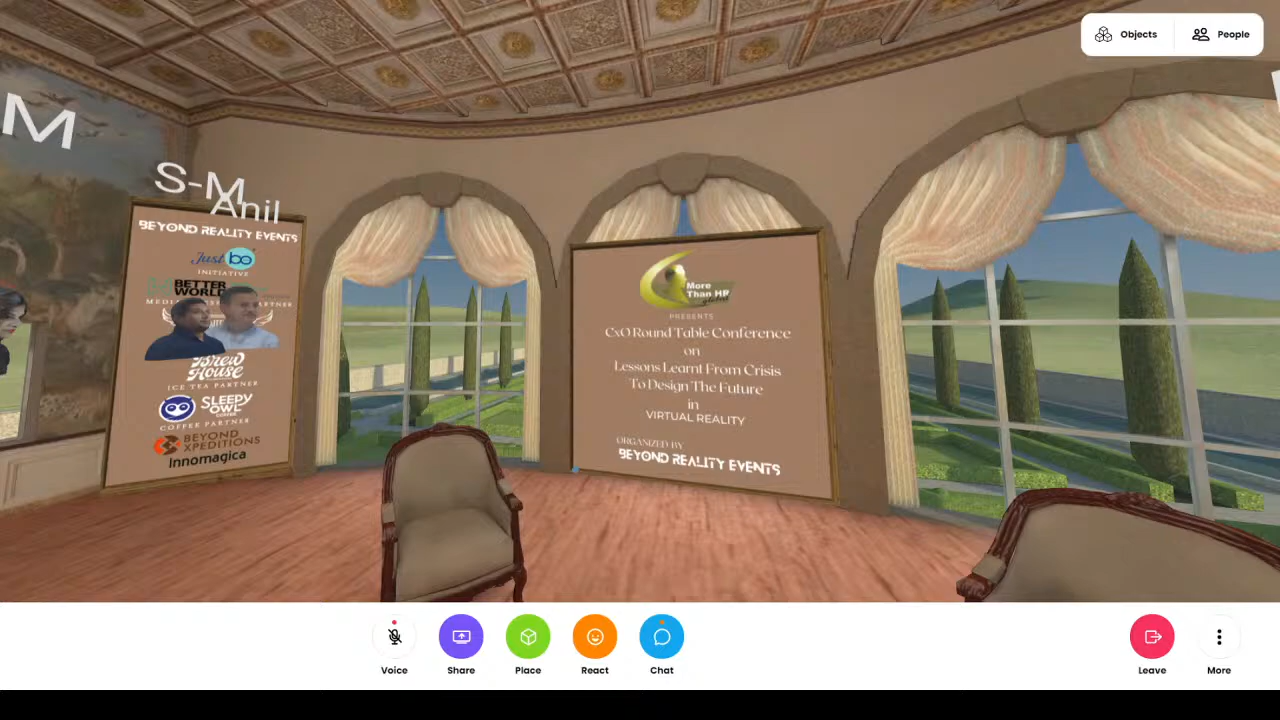 Objects
People
M
S-M
Anil
BEYOND REALITY EVENTS
Just bo
INITIATIVE
BETTER
WORLD
BREW
HOUSE
ICE TEA PARTNER
SLEEPY
OWL
COFFEE
COFFEE PARTNER
BEYOND
XPEDITIONS
Innomagica
More
Than HR
global
PRESENTS
CxO Round Table Conference
on
Lessons Learnt From Crisis
To Design The Future
in
VIRTUAL REALITY
ORGANIZED BY
BEYOND REALITY EVENTS
Voice
Share
Place
React
Chat
Leave
More